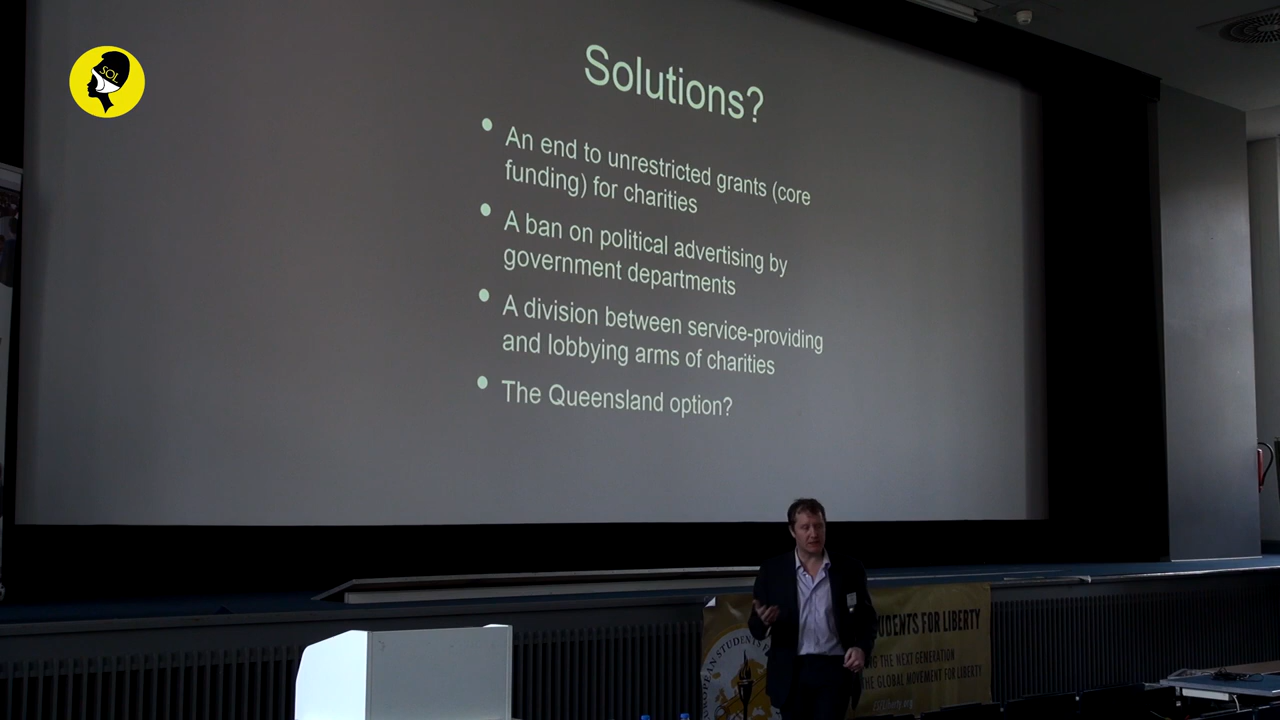 SOL
Solutions?
• An end to unrestricted grants (core
funding) for charities
• A ban on political advertising by
government departments
• A division between service-providing
and lobbying arms of charities
• The Queensland option?
UDENTS FOR LIBERTY
NG THE NEXT GENERATION
THE GLOBAL MOVEMENT FOR LIBERTY